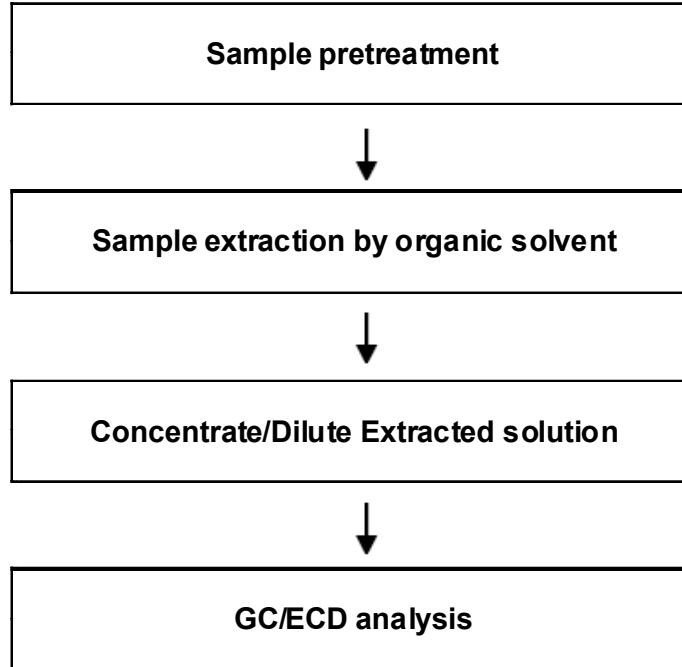 Sample pretreatment
Sample extraction by organic solvent
Concentrate/Dilute Extracted solution
GC/ECD analysis